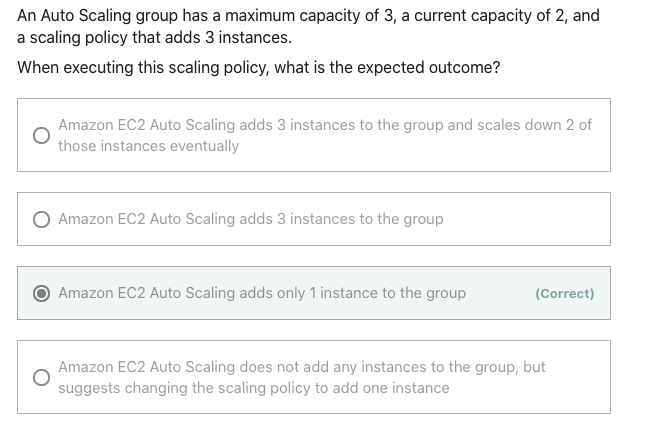 An Auto Scaling group has a maximum capacity of 3, a current capacity of 2, and
a scaling policy that adds 3 instances.
When executing this scaling policy, what is the expected outcome?
Amazon EC2 Auto Scaling adds 3 instances to the group and scales down 2 of
those instances eventually
Amazon EC2 Auto Scaling adds 3 instances to the group
Amazon EC2 Auto Scaling adds only 1 instance to the group (Correct)
Amazon EC2 Auto Scaling does not add any instances to the group, but
suggests changing the scaling policy to add one instance